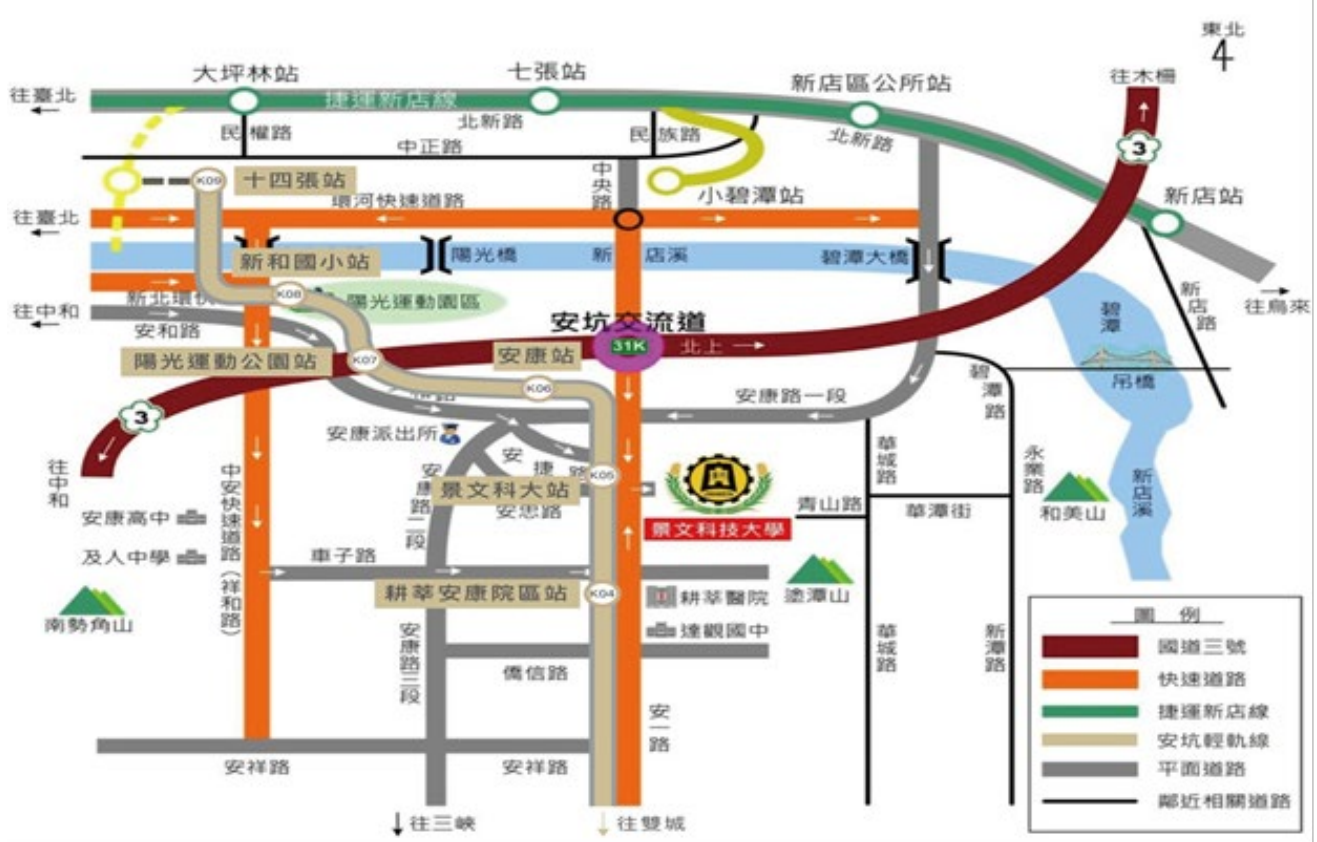 東北
4
往木柵
大坪林站
七張站
新店區公所站
往臺北
捷運新店線
北新路
民權路
民族路
北新路
3
中正路
K09
十四張站
中央路
小碧潭站
新店站
往臺北
環河快速道路
新和國小站
陽光橋
新店溪
碧潭大橋
K08
陽光運動園區
新北環快
往中和
安和路
安坑交流道
31K
北上
碧潭
新店路
往烏來
陽光運動公園站
K07
安康站
K06
吊橋
碧潭路
3
安康路一段
安康派出所
往中和
中安快速道路(祥和路)
安康路二段
安捷路
K05
景文科大站
安忠路
景文科技大學
華城路
永業路
青山路
華潭街
和美山
新店溪
安康高中
及人中學
車子路
耕莘安康院區站
K04
耕莘醫院
塗潭山
達觀國中
南勢角山
安康路三段
僑信路
華城路
新潭路
安一路
安祥路
安祥路
往三峽
往雙城
圖例
國道三號
快速道路
捷運新店線
安坑輕軌線
平面道路
鄰近相關道路